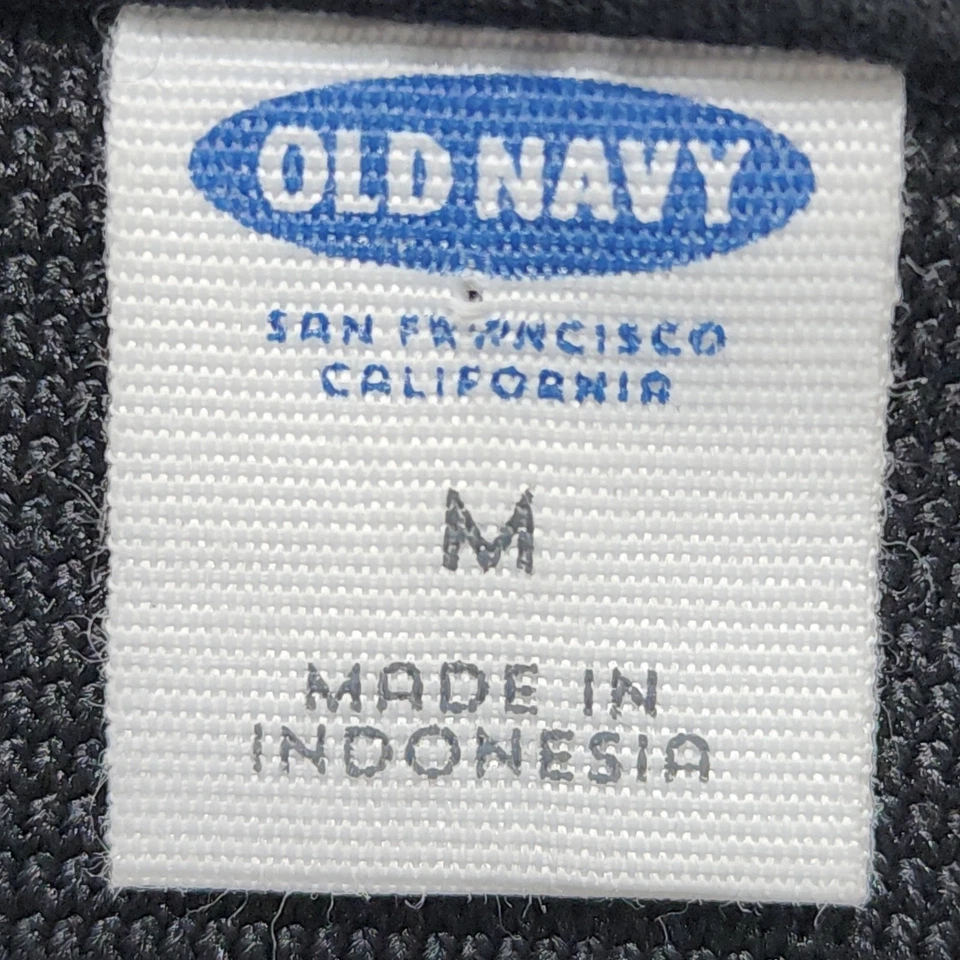 OLD NAVY
SAN FRANCISCO
CALIFORNIA
M
MADE IN
INDONESIA